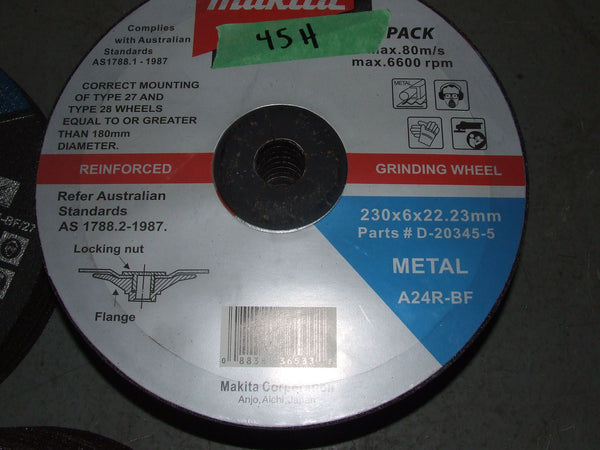 makita
45H
Complies
with Australian
Standards
AS1788.1 - 1987
PACK
max.80m/s
max.6600 rpm
METAL
CORRECT MOUNTING
OF TYPE 27 AND
TYPE 28 WHEELS
EQUAL TO OR GREATER
THAN 180mm
DIAMETER.
REINFORCED
GRINDING WHEEL
Refer Australian
Standards
AS 1788.2-1987.
230x6x22.23mm
Parts # D-20345-5
METAL
A24R-BF
Locking nut
Flange
Makita Corporation
Anjo, Aichi, Japan